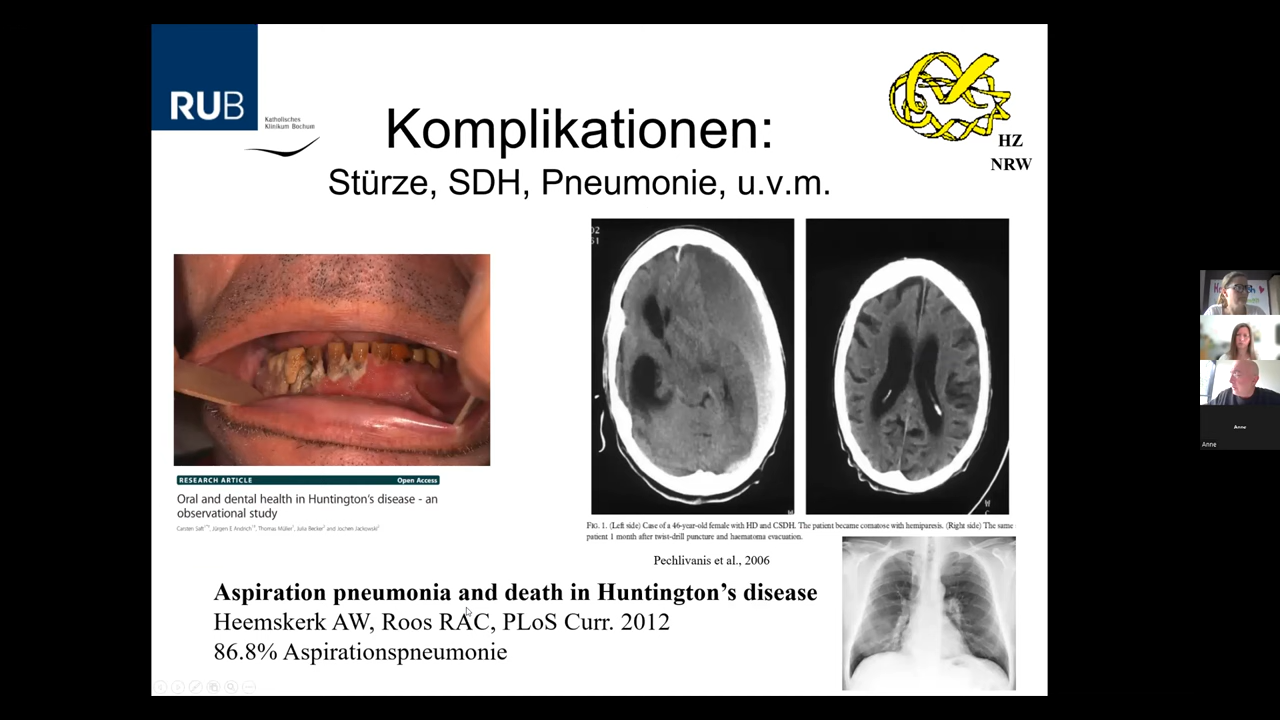 RUB
Katholisches
Klinikum Bochum
HZ
NRW
Komplikationen:
Stürze, SDH, Pneumonie, u.v.m.
RESEARCH ARTICLE Open Access
Oral and dental health in Huntington's disease - an
observational study
FIG. 1. (Left side) Case of a 46-year-old female with HD and CSDH. The patient became comatose with hemiparesis. (Right side) The same
patient 1 month after twist-drill puncture and haematoma evacuation.
Pechlivanis et al., 2006
Aspiration pneumonia and death in Huntington's disease
Heemskerk AW, Roos RAC, PLoS Curr. 2012
86.8% Aspirationspneumonie
Anne
Anne